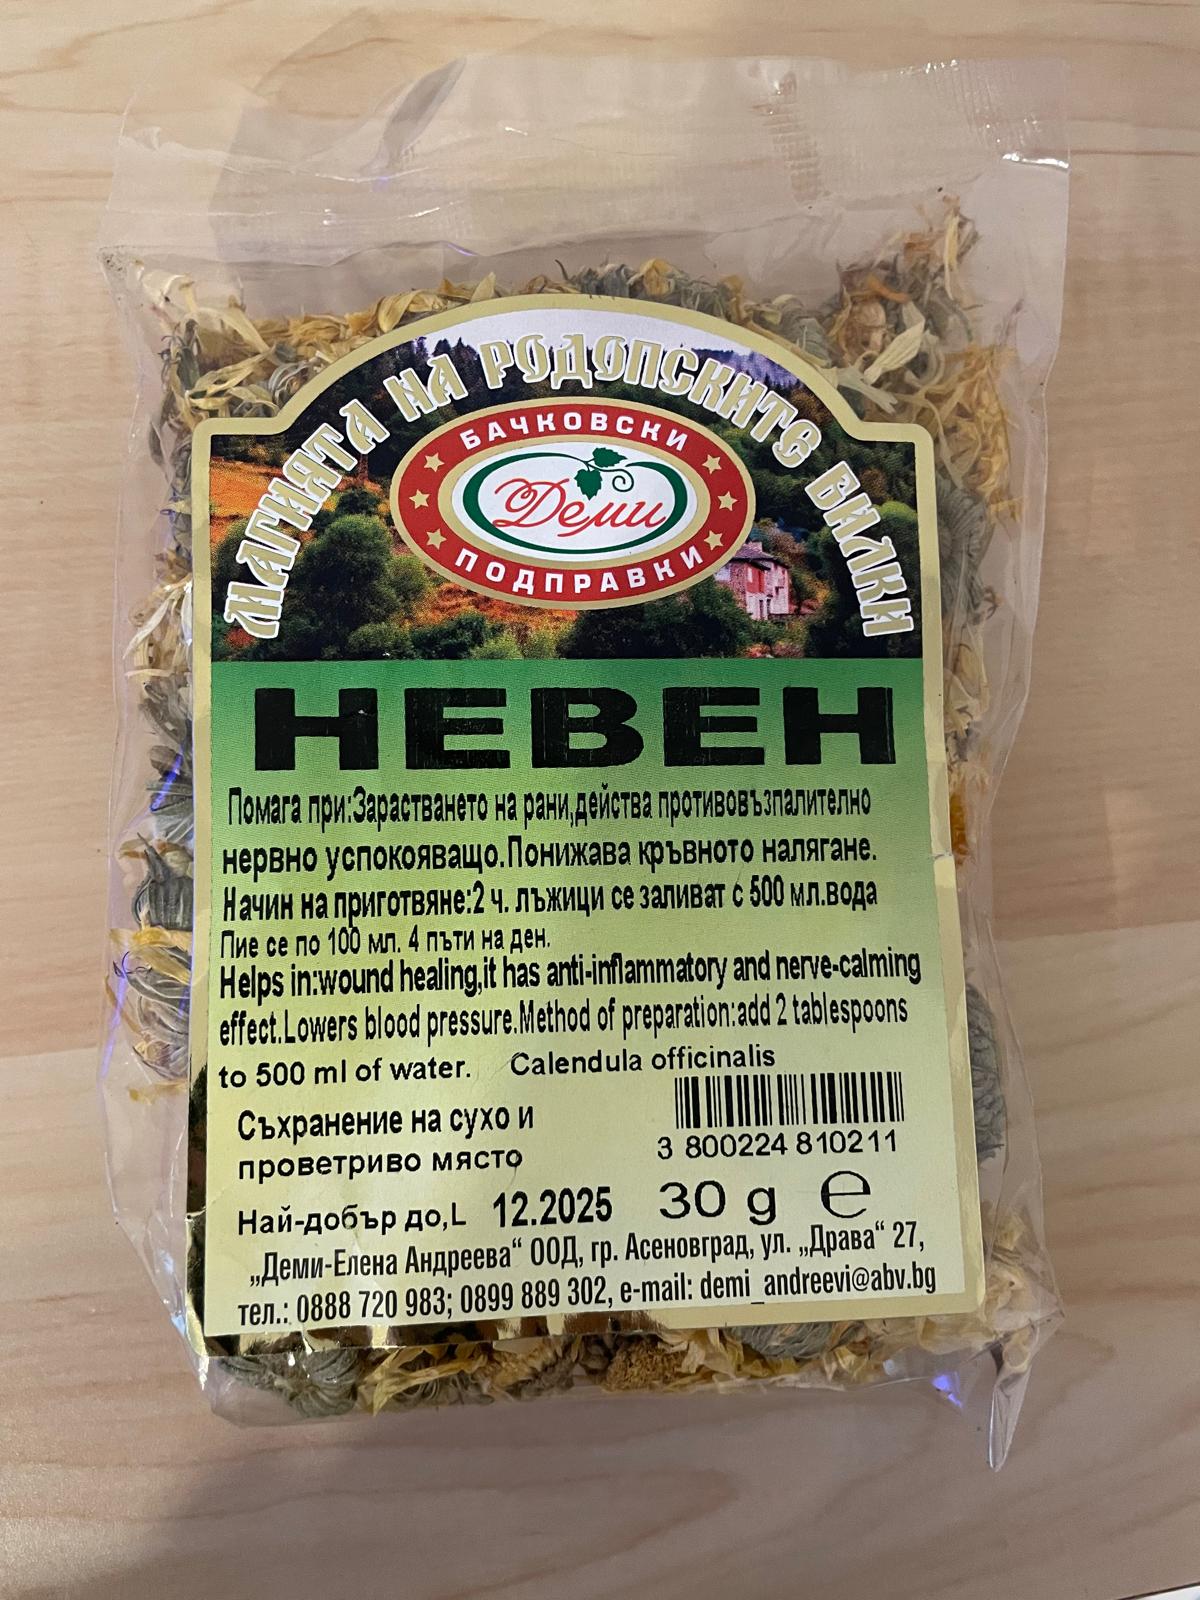 МАГИЯТА НА РОДОПСКИТЕ БИЛКИ
БАЧКОВСКИ
Деми
ПОДПРАВКИ
НЕВЕН
Помага при:Зарастването на рани,действа противовъзпалително
нервно успокояващо.Понижава кръвното налягане.
Начин на приготвяне:2 ч. лъжици се заливат с 500 мл.вода
Пие се по 100 мл. 4 пъти на ден.
Helps in:wound healing,it has anti-inflammatory and nerve-calming
effect.Lowers blood pressure.Method of preparation:add 2 tablespoons
to 500 ml of water. Calendula officinalis
Съхранение на сухо и
проветриво място
3 800224 810211
Най-добър до,L 12.2025 30 g ℮
„Деми-Елена Андреева“ ООД, гр. Асеновград, ул. „Драва“ 27,
тел.: 0888 720 983; 0899 889 302, e-mail: demi_andreevi@abv.bg